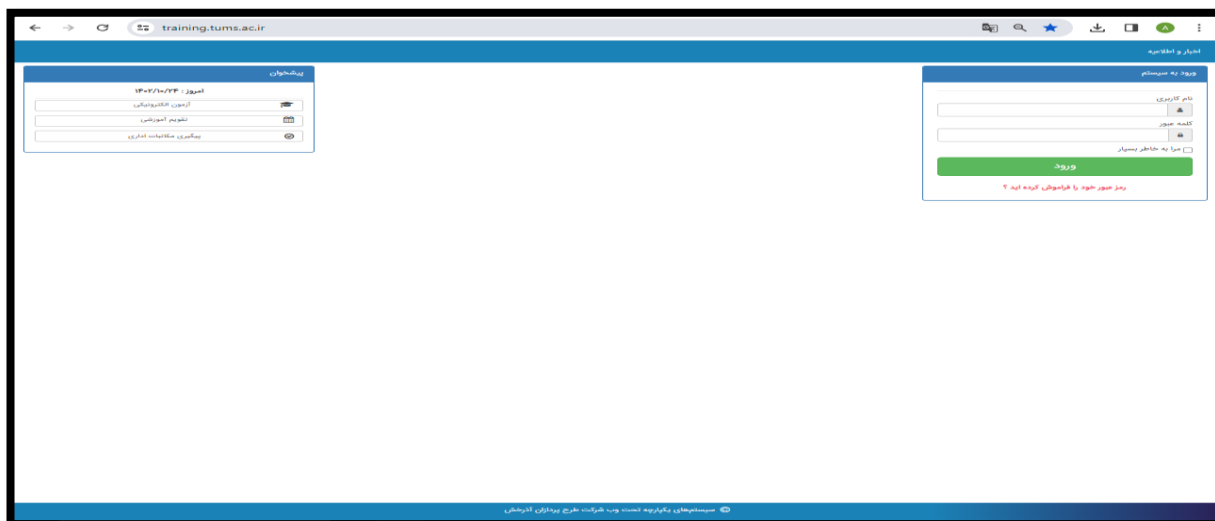 training.tums.ac.ir
A
اخبار و اطلاعیه
ورود به سیستم
نام کاربری
کلمه عبور
مرا به خاطر بسپار
ورود
رمز عبور خود را فراموش کرده اید ؟
پیشخوان
امروز : ۱۴۰۲/۱۰/۲۴
آزمون الکترونیکی
تقویم آموزشی
پیگیری مکاتبات اداری
سیستمهای یکپارچه تحت وب شرکت طرح پردازان آذرخش